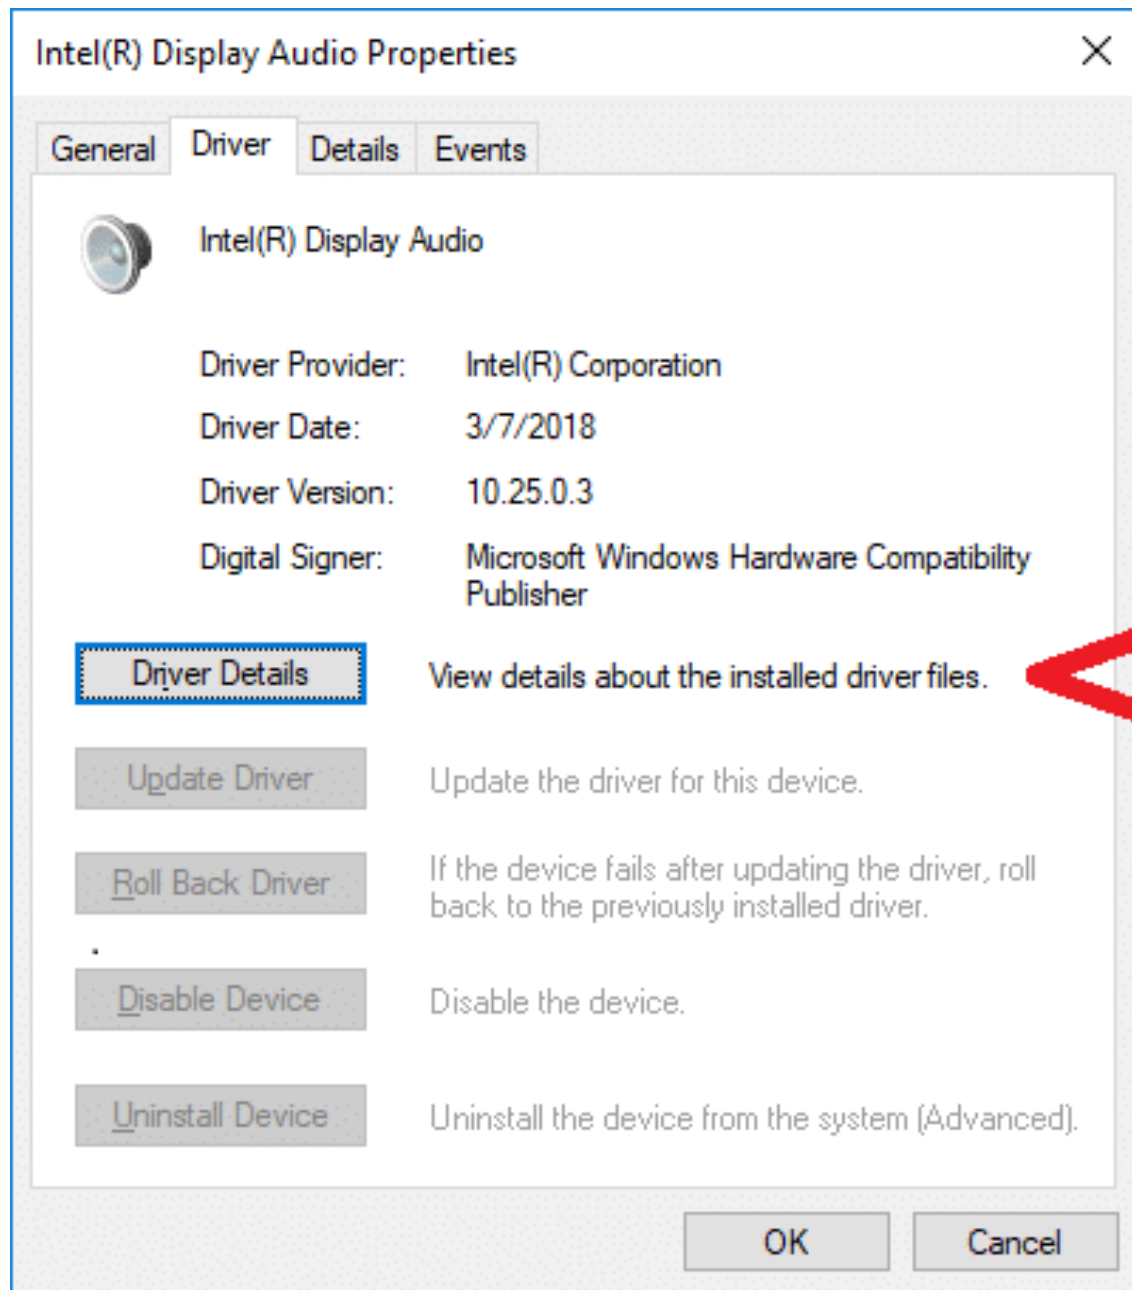 Intel(R) Display Audio Properties
General Driver Details Events
Intel(R) Display Audio
Driver Provider: Intel(R) Corporation
Driver Date: 3/7/2018
Driver Version: 10.25.0.3
Digital Signer: Microsoft Windows Hardware Compatibility
Publisher
Driver Details View details about the installed driver files.
Update Driver Update the driver for this device.
Roll Back Driver If the device fails after updating the driver, roll
back to the previously installed driver.
Disable Device Disable the device.
Uninstall Device Uninstall the device from the system (Advanced).
OK Cancel